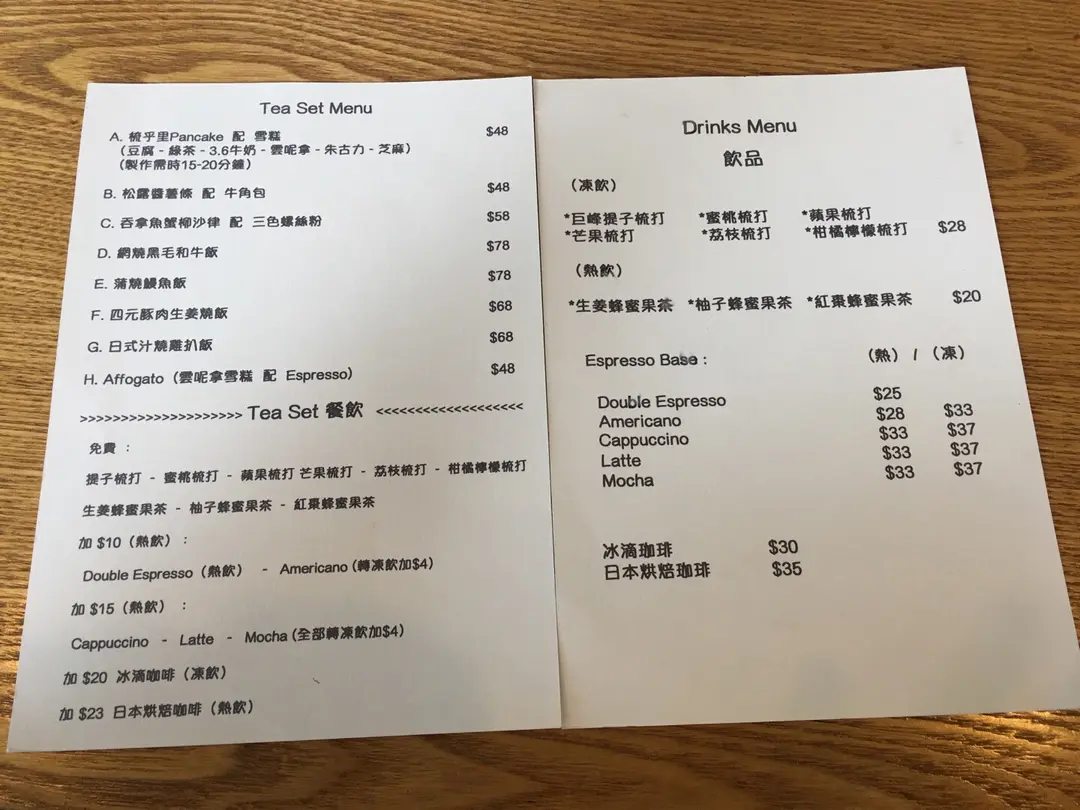 Tea Set Menu
A. 梳乎里Pancake 配 雪糕 $48
(豆腐 - 綠茶 - 3.6牛奶 - 雲呢拿 - 朱古力 - 芝麻)
(製作需時15-20分鐘)
B. 松露醬薯條 配 牛角包 $48
C. 吞拿魚蟹柳沙律 配 三色螺絲粉 $58
D. 網燒黑毛和牛飯 $78
E. 蒲燒鰻魚飯 $78
F. 四元豚肉生姜燒飯 $68
G. 日式汁燒雞扒飯 $68
H. Affogato (雲呢拿雪糕 配 Espresso) $48
>>>>>>>>>>>>>>>>>>>>> Tea Set 餐飲 <<<<<<<<<<<<<<<<<<<
免費 :
提子梳打 - 蜜桃梳打 - 蘋果梳打 芒果梳打 - 荔枝梳打 - 柑橘檸檬梳打
生姜蜂蜜果茶 - 柚子蜂蜜果茶 - 紅棗蜂蜜果茶
加 $10 (熱飲) :
Double Espresso (熱飲) - Americano (轉凍飲加$4)
加 $15 (熱飲) :
Cappuccino - Latte - Mocha (全部轉凍飲加$4)
加 $20 冰滴咖啡 (凍飲)
加 $23 日本烘焙咖啡 (熱飲)
Drinks Menu
飲品
(凍飲)
*巨峰提子梳打 *蜜桃梳打 *蘋果梳打
*芒果梳打 *荔枝梳打 *柑橘檸檬梳打 $28
(熱飲)
*生姜蜂蜜果茶 *柚子蜂蜜果茶 *紅棗蜂蜜果茶 $20
Espresso Base : (熱) / (凍)
Double Espresso $25
Americano $28 $33
Cappuccino $33 $37
Latte $33 $37
Mocha $33 $37
冰滴珈琲 $30
日本烘焙珈琲 $35